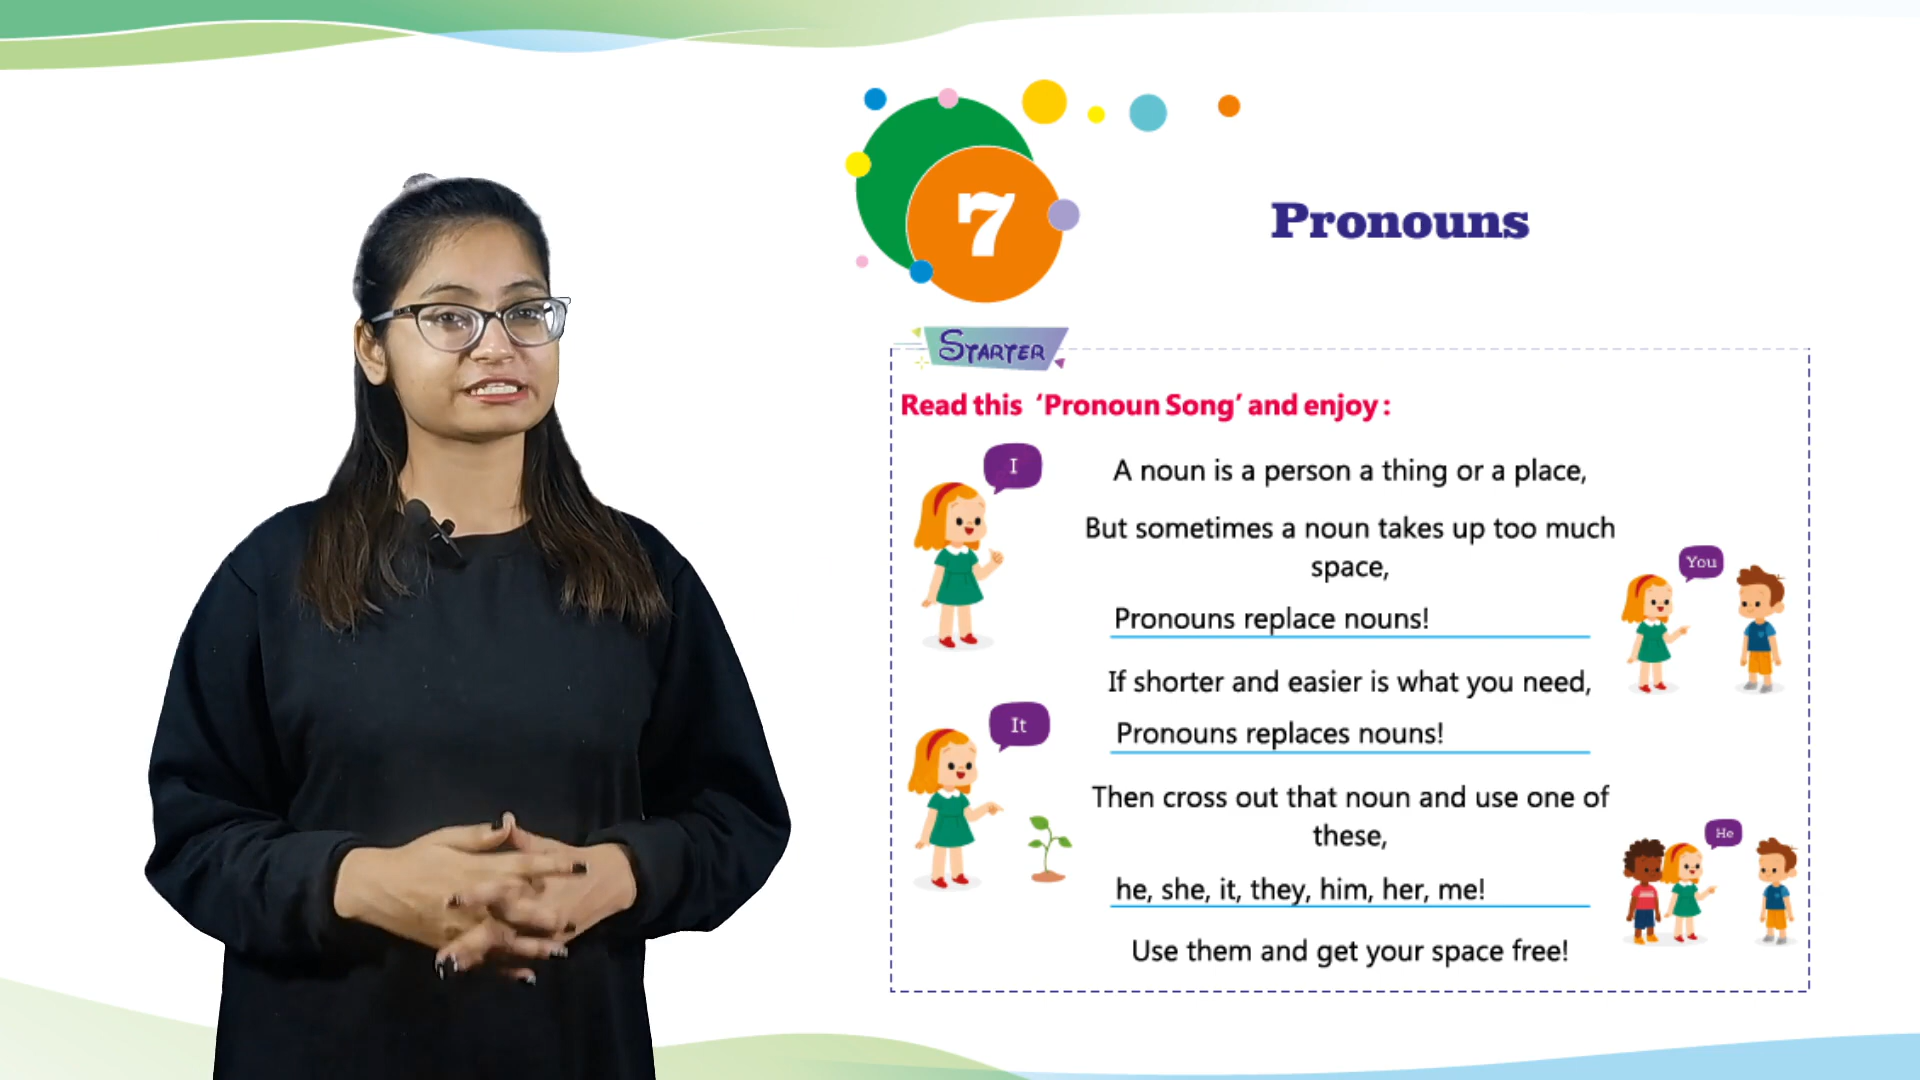 7
Pronouns
STARTER
Read this 'Pronoun Song' and enjoy :
I
A noun is a person a thing or a place,
But sometimes a noun takes up too much
space,
You
Pronouns replace nouns!
If shorter and easier is what you need,
It
Pronouns replaces nouns!
Then cross out that noun and use one of
these,
He
he, she, it, they, him, her, me!
Use them and get your space free!